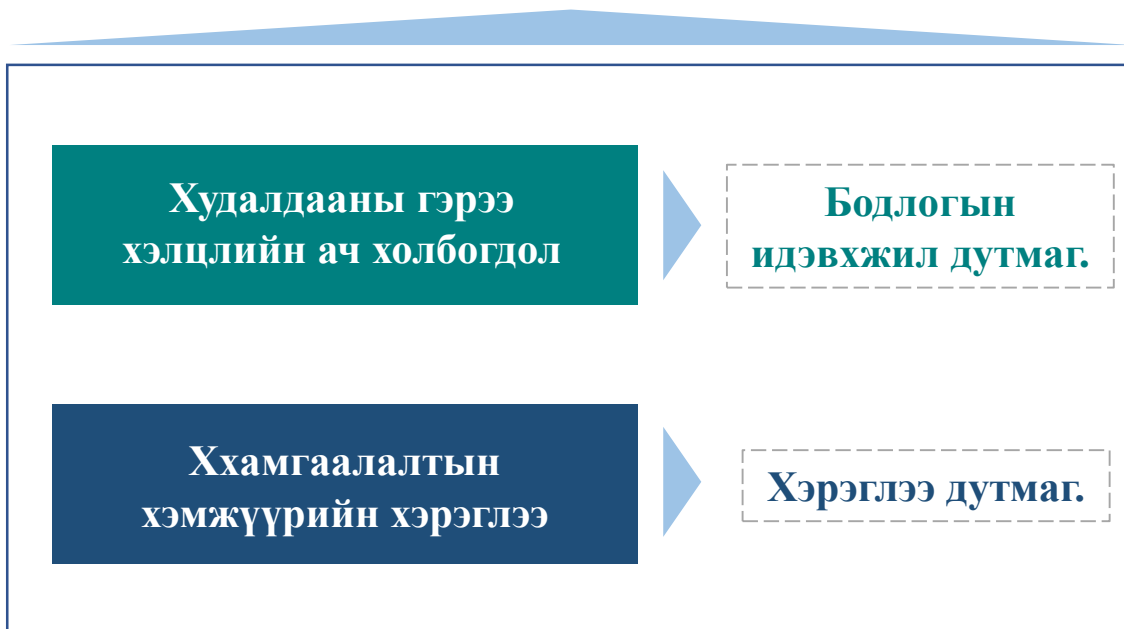 Худалдааны гэрээ
хэлцлийн ач холбогдол
Бодлогын
идэвхжил дутмаг.
Ххамгаалалтын
хэмжүүрийн хэрэглээ
Хэрэглээ дутмаг.